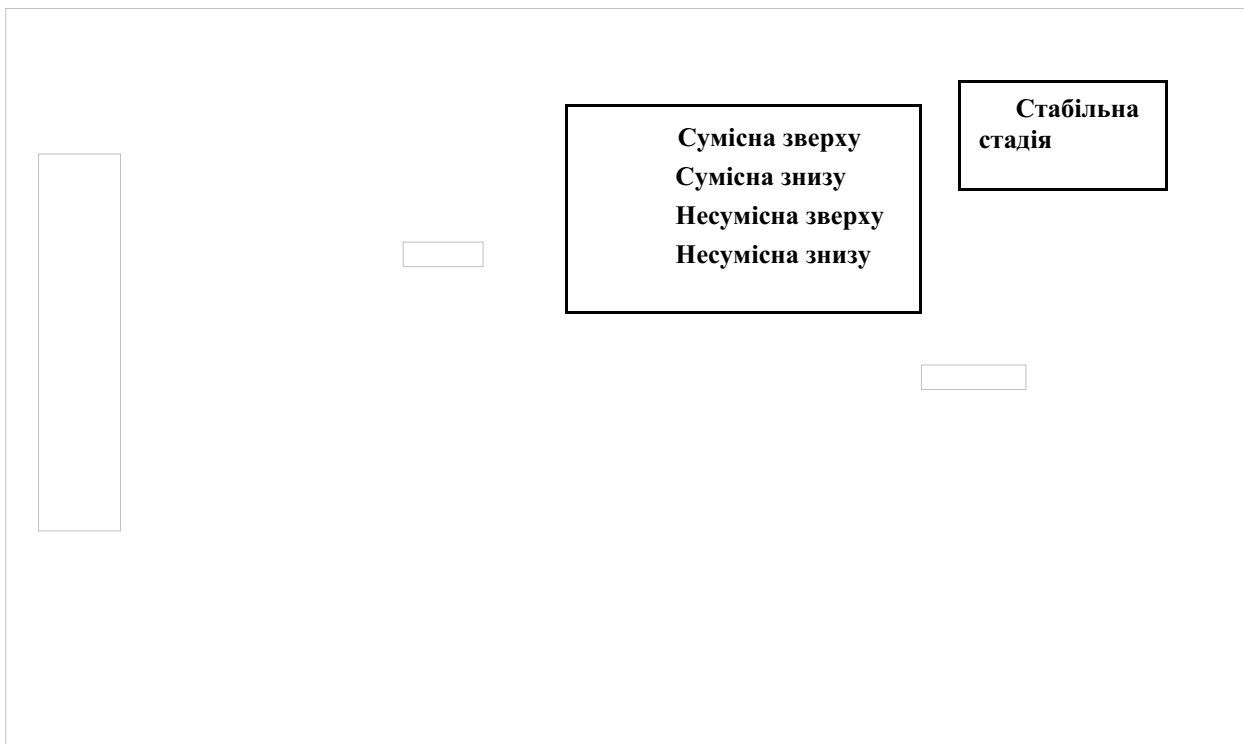 Сумісна зверху
Сумісна знизу
Несумісна зверху
Несумісна знизу
Стабільна
стадія